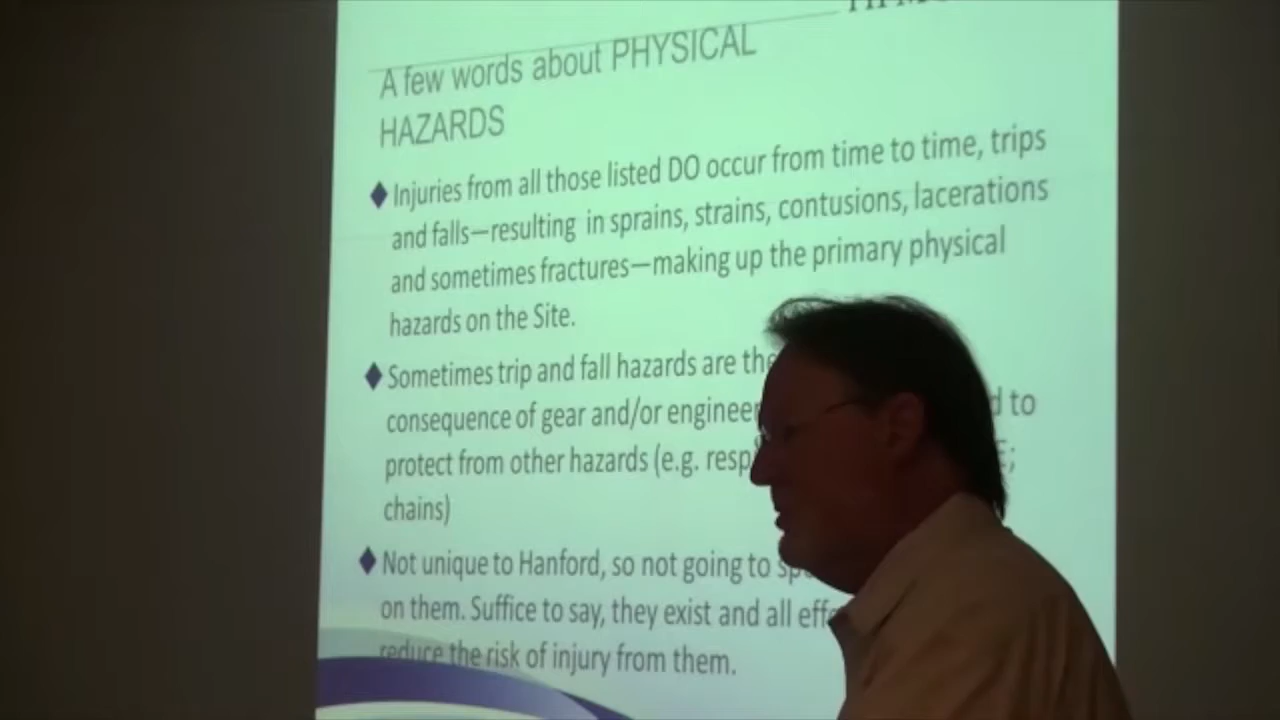 A few words about PHYSICAL
HAZARDS
Injuries from all those listed DO occur from time to time, trips
and falls—resulting in sprains, strains, contusions, lacerations
and sometimes fractures—making up the primary physical
hazards on the Site.
Sometimes trip and fall hazards are the
consequence of gear and/or engineer d to
protect from other hazards (e.g. resp ;
chains)
Not unique to Hanford, so not going to sp
on them. Suffice to say, they exist and all effo
reduce the risk of injury from them.